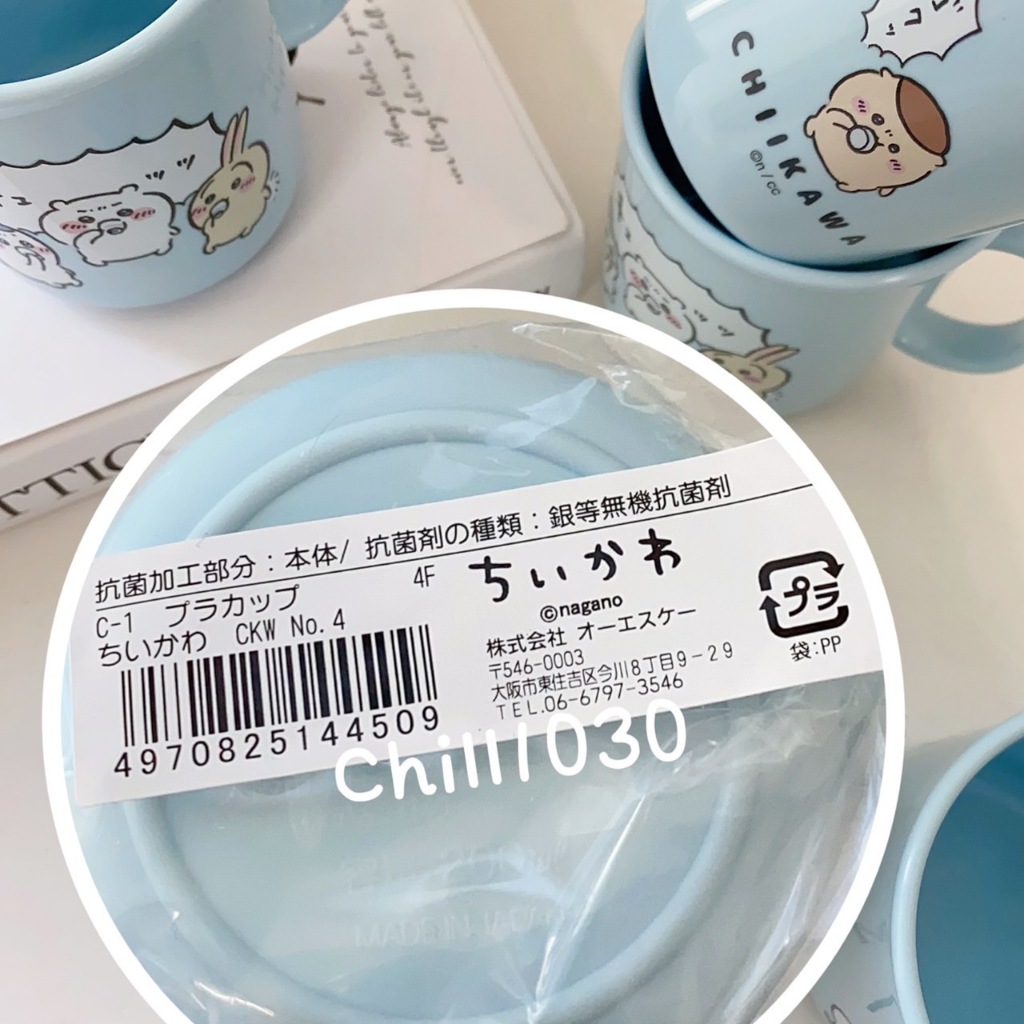 CHIIKAWA
©n/cc
抗菌加工部分:本体/ 抗菌剤の種類:銀等無機抗菌剤
C-1 プラカップ 4F
ちいかわ CKW No.4
4970825144509
ちいかわ
©nagano
株式会社 オーエスケー
〒546-0003
大阪市東住吉区今川8丁目9-29
TEL.06-6797-3546
プラ
袋:PP
Chill1030